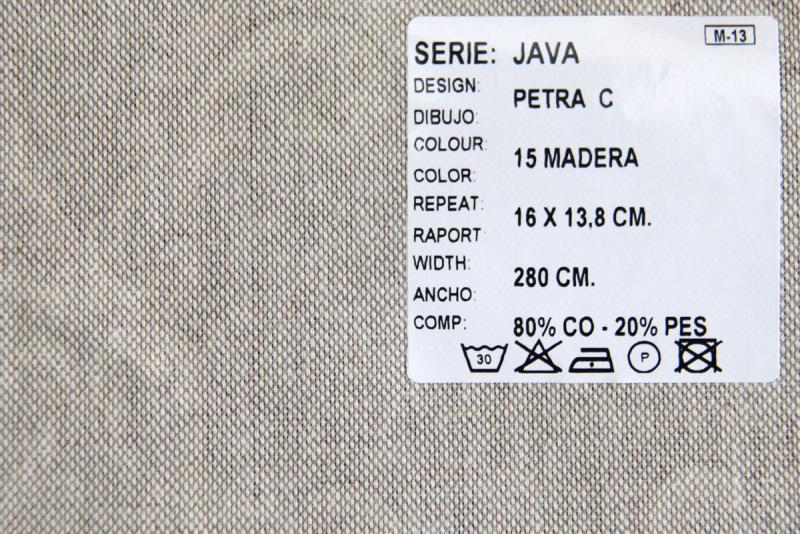 M-13
SERIE: JAVA
DESIGN:
PETRA C
DIBUJO:
COLOUR:
15 MADERA
COLOR:
REPEAT:
16 X 13,8 CM.
RAPORT:
WIDTH:
280 CM.
ANCHO:
COMP: 80% CO - 20% PES
30 P